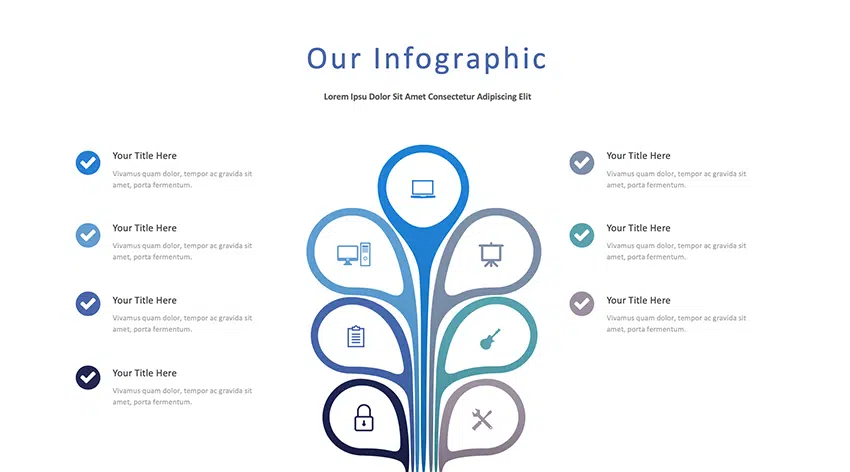 Our Infographic
Lorem Ipsu Dolor Sit Amet Consectetur Adipiscing Elit
Your Title Here
Vivamus quam dolor, tempor ac gravida sit
amet, porta fermentum.
Your Title Here
Vivamus quam dolor, tempor ac gravida sit
amet, porta fermentum.
Your Title Here
Vivamus quam dolor, tempor ac gravida sit
amet, porta fermentum.
Your Title Here
Vivamus quam dolor, tempor ac gravida sit
amet, porta fermentum.
Your Title Here
Vivamus quam dolor, tempor ac gravida sit
amet, porta fermentum.
Your Title Here
Vivamus quam dolor, tempor ac gravida sit
amet, porta fermentum.
Your Title Here
Vivamus quam dolor, tempor ac gravida sit
amet, porta fermentum.